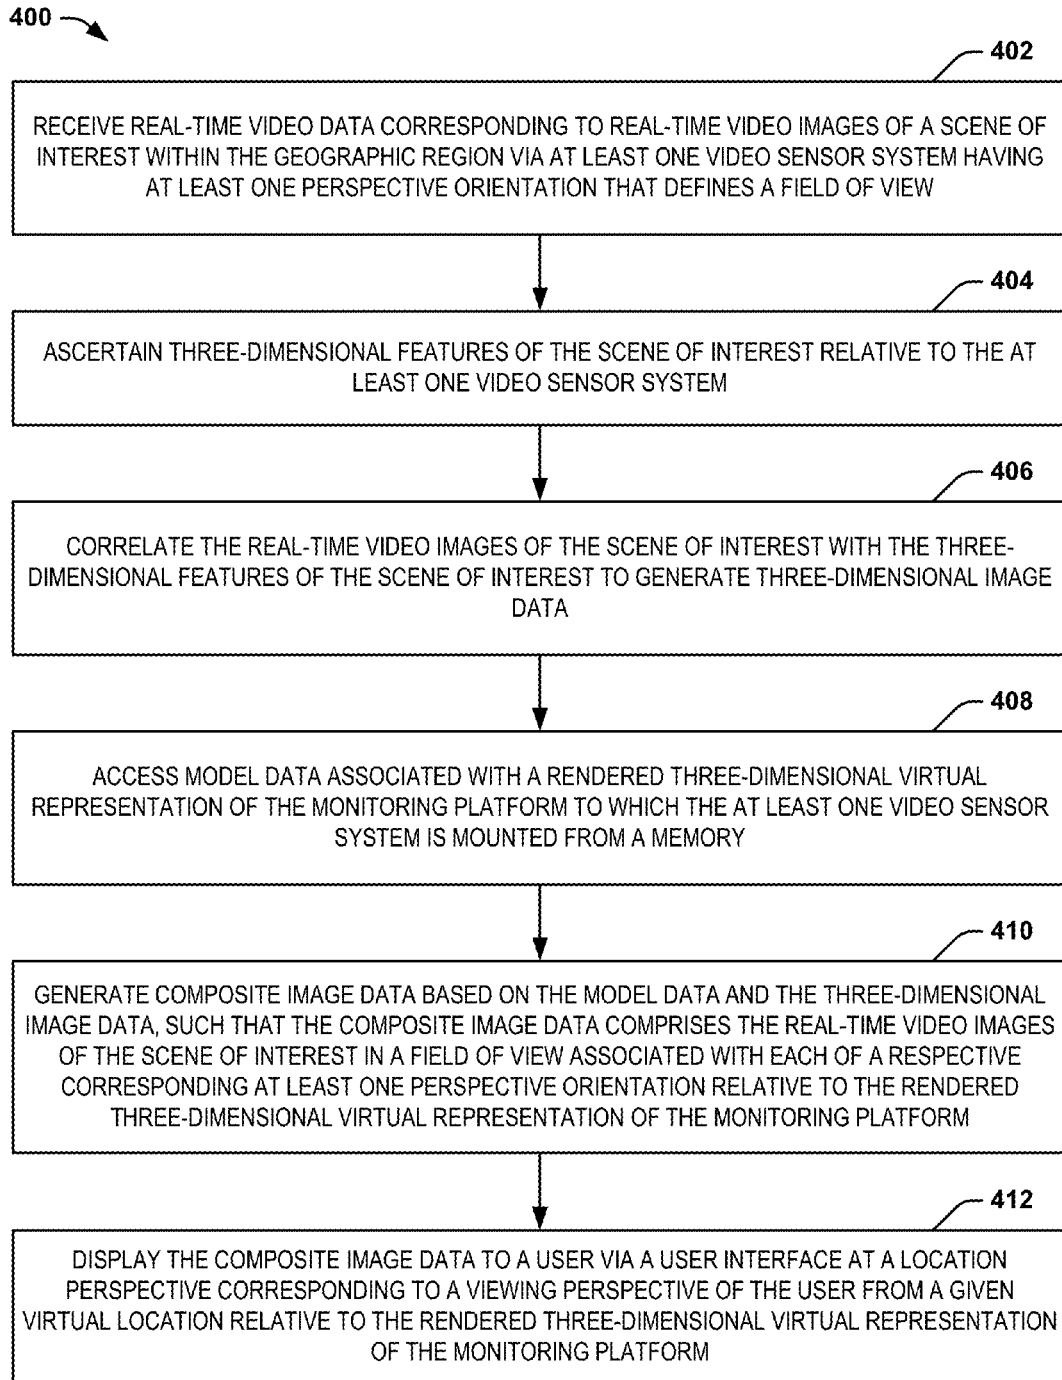 400
402
RECEIVE REAL-TIME VIDEO DATA CORRESPONDING TO REAL-TIME VIDEO IMAGES OF A SCENE OF
INTEREST WITHIN THE GEOGRAPHIC REGION VIA AT LEAST ONE VIDEO SENSOR SYSTEM HAVING
AT LEAST ONE PERSPECTIVE ORIENTATION THAT DEFINES A FIELD OF VIEW
404
ASCERTAIN THREE-DIMENSIONAL FEATURES OF THE SCENE OF INTEREST RELATIVE TO THE AT
LEAST ONE VIDEO SENSOR SYSTEM
406
CORRELATE THE REAL-TIME VIDEO IMAGES OF THE SCENE OF INTEREST WITH THE THREE-
DIMENSIONAL FEATURES OF THE SCENE OF INTEREST TO GENERATE THREE-DIMENSIONAL IMAGE
DATA
408
ACCESS MODEL DATA ASSOCIATED WITH A RENDERED THREE-DIMENSIONAL VIRTUAL
REPRESENTATION OF THE MONITORING PLATFORM TO WHICH THE AT LEAST ONE VIDEO SENSOR
SYSTEM IS MOUNTED FROM A MEMORY
410
GENERATE COMPOSITE IMAGE DATA BASED ON THE MODEL DATA AND THE THREE-DIMENSIONAL
IMAGE DATA, SUCH THAT THE COMPOSITE IMAGE DATA COMPRISES THE REAL-TIME VIDEO IMAGES
OF THE SCENE OF INTEREST IN A FIELD OF VIEW ASSOCIATED WITH EACH OF A RESPECTIVE
CORRESPONDING AT LEAST ONE PERSPECTIVE ORIENTATION RELATIVE TO THE RENDERED
THREE-DIMENSIONAL VIRTUAL REPRESENTATION OF THE MONITORING PLATFORM
412
DISPLAY THE COMPOSITE IMAGE DATA TO A USER VIA A USER INTERFACE AT A LOCATION
PERSPECTIVE CORRESPONDING TO A VIEWING PERSPECTIVE OF THE USER FROM A GIVEN
VIRTUAL LOCATION RELATIVE TO THE RENDERED THREE-DIMENSIONAL VIRTUAL REPRESENTATION
OF THE MONITORING PLATFORM